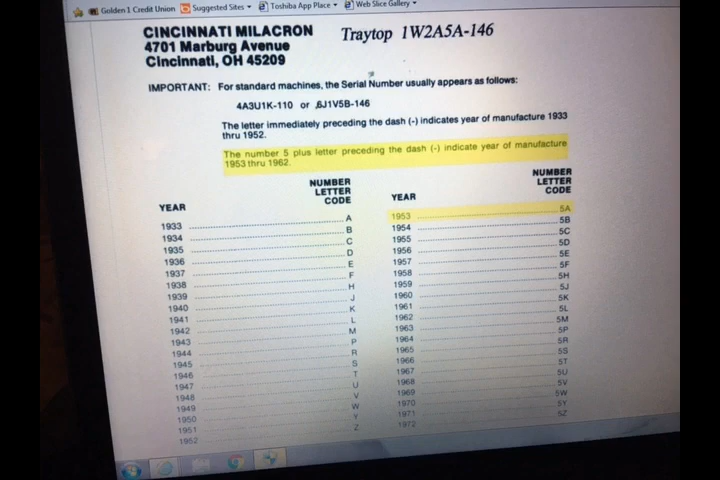 Golden 1 Credit Union Suggested Sites Toshiba App Place Web Slice Gallery
CINCINNATI MILACRON
4701 Marburg Avenue
Cincinnati, OH 45209
Traytop 1W2A5A-146
IMPORTANT: For standard machines, the Serial Number usually appears as follows:
4A3U1K-110 or 6J1V5B-146
The letter immediately preceding the dash (-) indicates year of manufacture 1933
thru 1952.
The number 5 plus letter preceding the dash (-) indicate year of manufacture
1953 thru 1962.
YEAR
NUMBER
LETTER
CODE
1933 A
1934 B
1935 C
1936 D
1937 E
1938 F
1939 H
1940 J
1941 K
1942 L
1943 M
1944 P
1945 R
1946 S
1947 T
1948 U
1949 V
1950 W
1951 Y
1952 Z
YEAR
NUMBER
LETTER
CODE
1953 5A
1954 5B
1955 5C
1956 5D
1957 5E
1958 5F
1959 5H
1960 5J
1961 5K
1962 5L
1963 5M
1964 5P
1965 5R
1966 5S
1967 5T
1968 5U
1969 5V
1970 5W
1971 5Y
1972 5Z